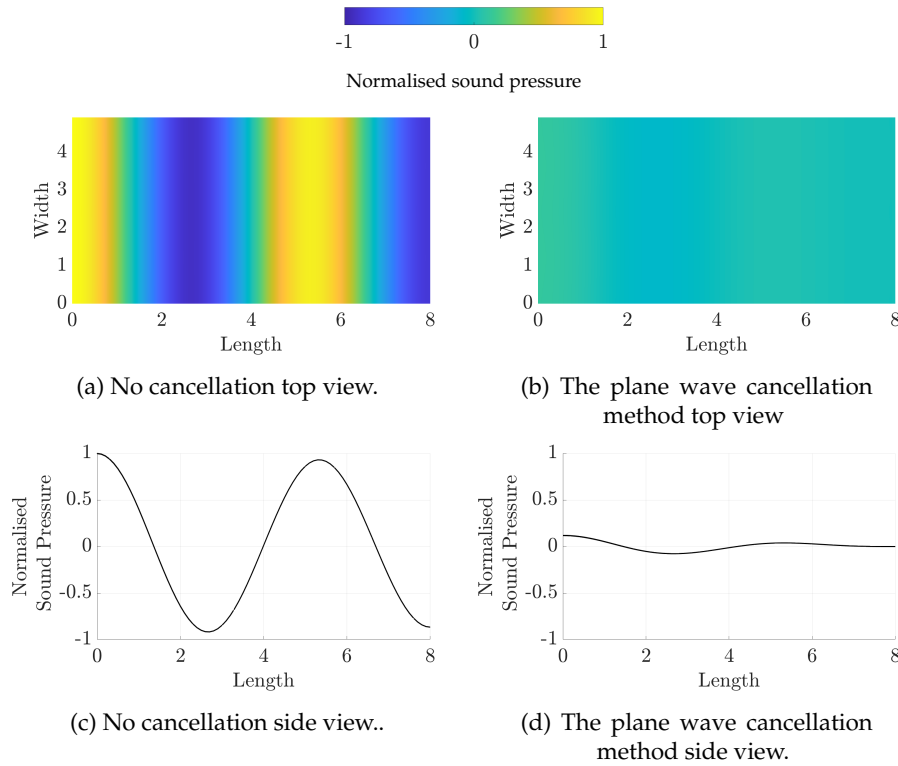 -1 0 1
Normalised sound pressure
Width
4
3
2
1
0
0 2 4 6 8
Length
(a) No cancellation top view.
Width
4
3
2
1
0
0 2 4 6 8
Length
(b) The plane wave cancellation
method top view
Normalised
Sound Pressure
1
0.5
0
-0.5
-1
0 2 4 6 8
Length
(c) No cancellation side view..
Normalised
Sound Pressure
1
0.5
0
-0.5
-1
0 2 4 6 8
Length
(d) The plane wave cancellation
method side view.